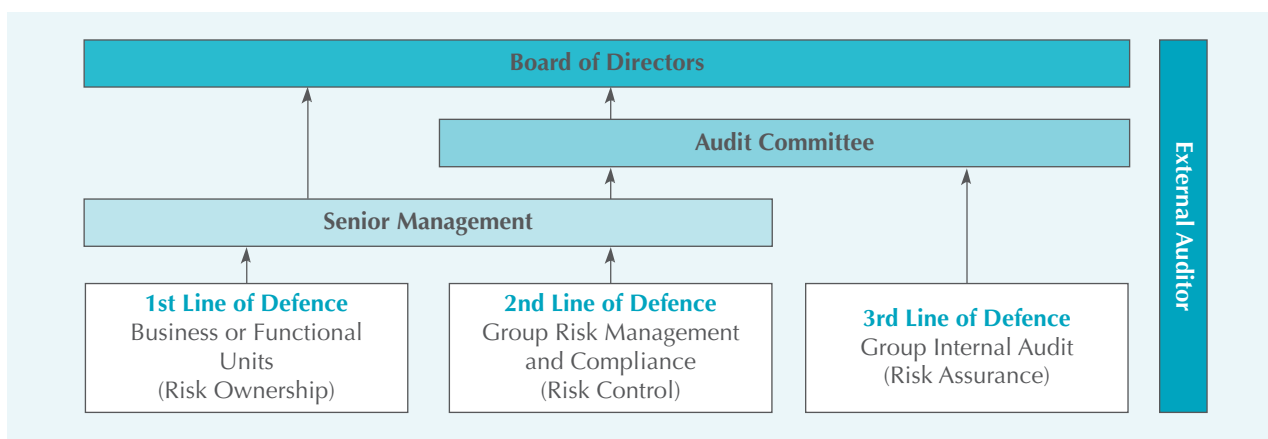 Board of Directors
Audit Committee
Senior Management
1st Line of Defence
Business or Functional
Units
(Risk Ownership)
2nd Line of Defence
Group Risk Management
and Compliance
(Risk Control)
3rd Line of Defence
Group Internal Audit
(Risk Assurance)
External Auditor